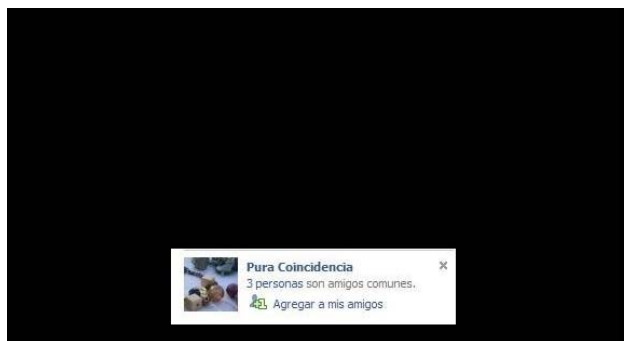 Pura Coincidencia
3 personas son amigos comunes.
Agregar a mis amigos